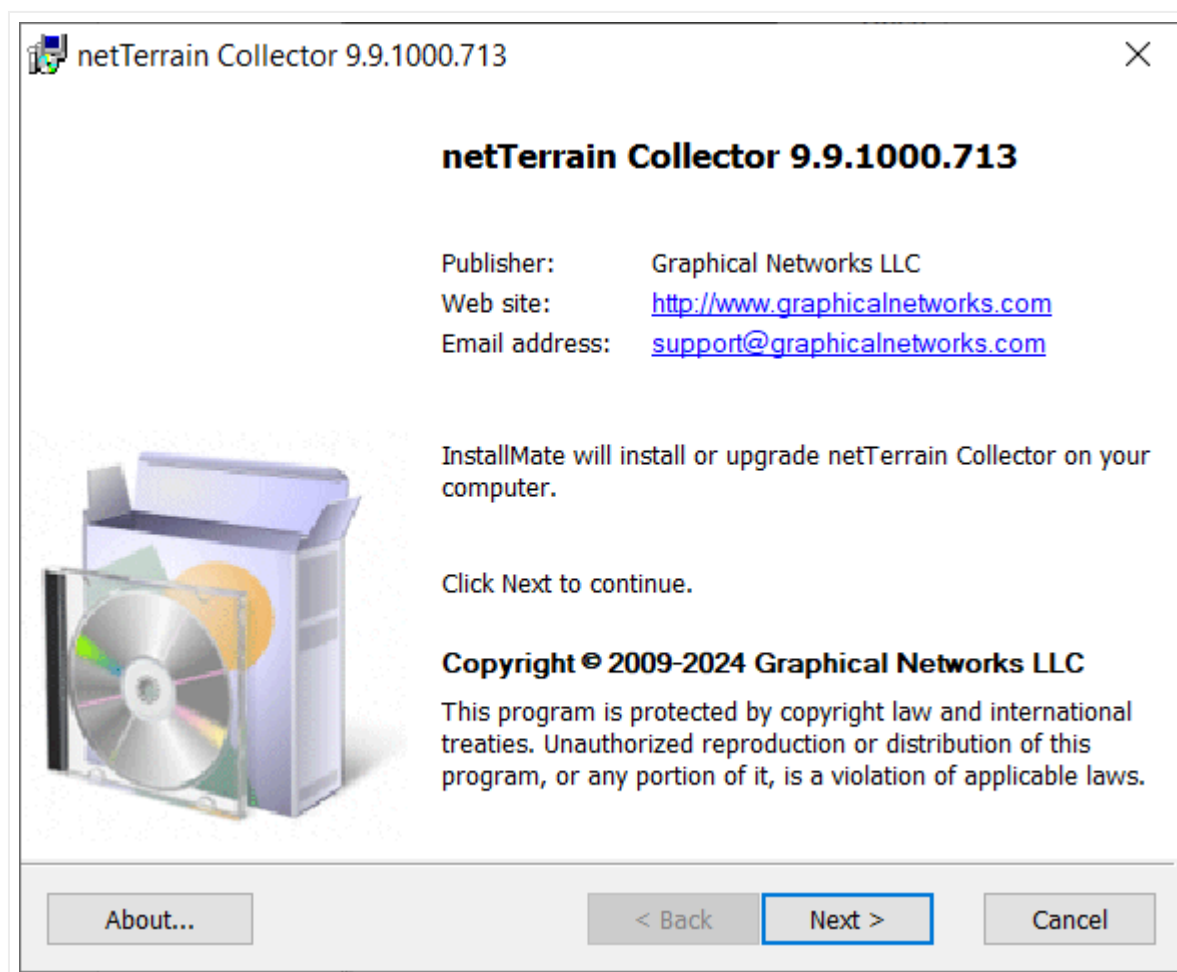 netTerrain Collector 9.9.1000.713
netTerrain Collector 9.9.1000.713
Publisher: Graphical Networks LLC
Web site: http://www.graphicalnetworks.com
Email address: support@graphicalnetworks.com
InstallMate will install or upgrade netTerrain Collector on your
computer.
Click Next to continue.
Copyright © 2009-2024 Graphical Networks LLC
This program is protected by copyright law and international
treaties. Unauthorized reproduction or distribution of this
program, or any portion of it, is a violation of applicable laws.
About... < Back Next > Cancel